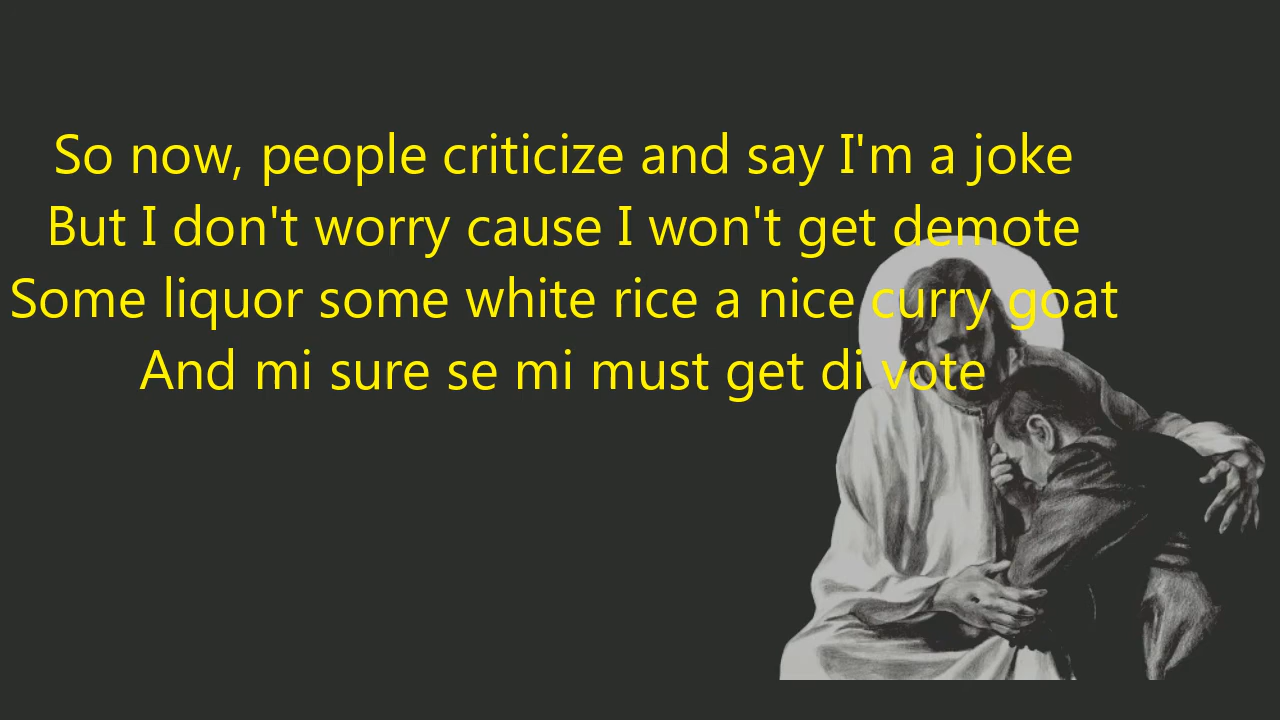 So now, people criticize and say I'm a joke
But I don't worry cause I won't get demote
Some liquor some white rice a nice curry goat
And mi sure se mi must get di vote